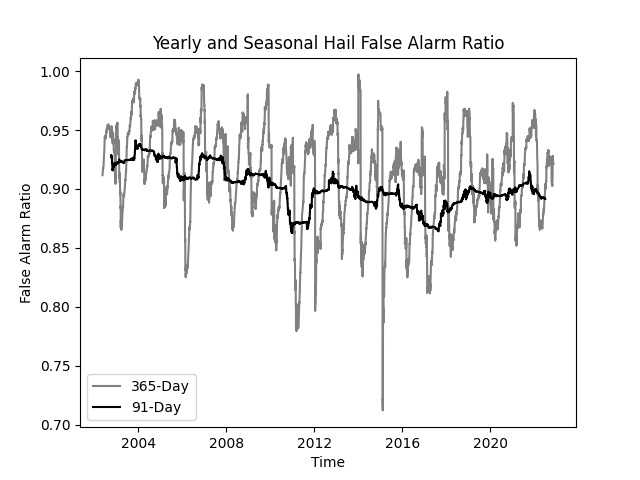 Yearly and Seasonal Hail False Alarm Ratio
1.00
0.95
0.90
0.85
0.80
0.75
0.70
False Alarm Ratio
365-Day
91-Day
2004
2008
2012
2016
2020
Time